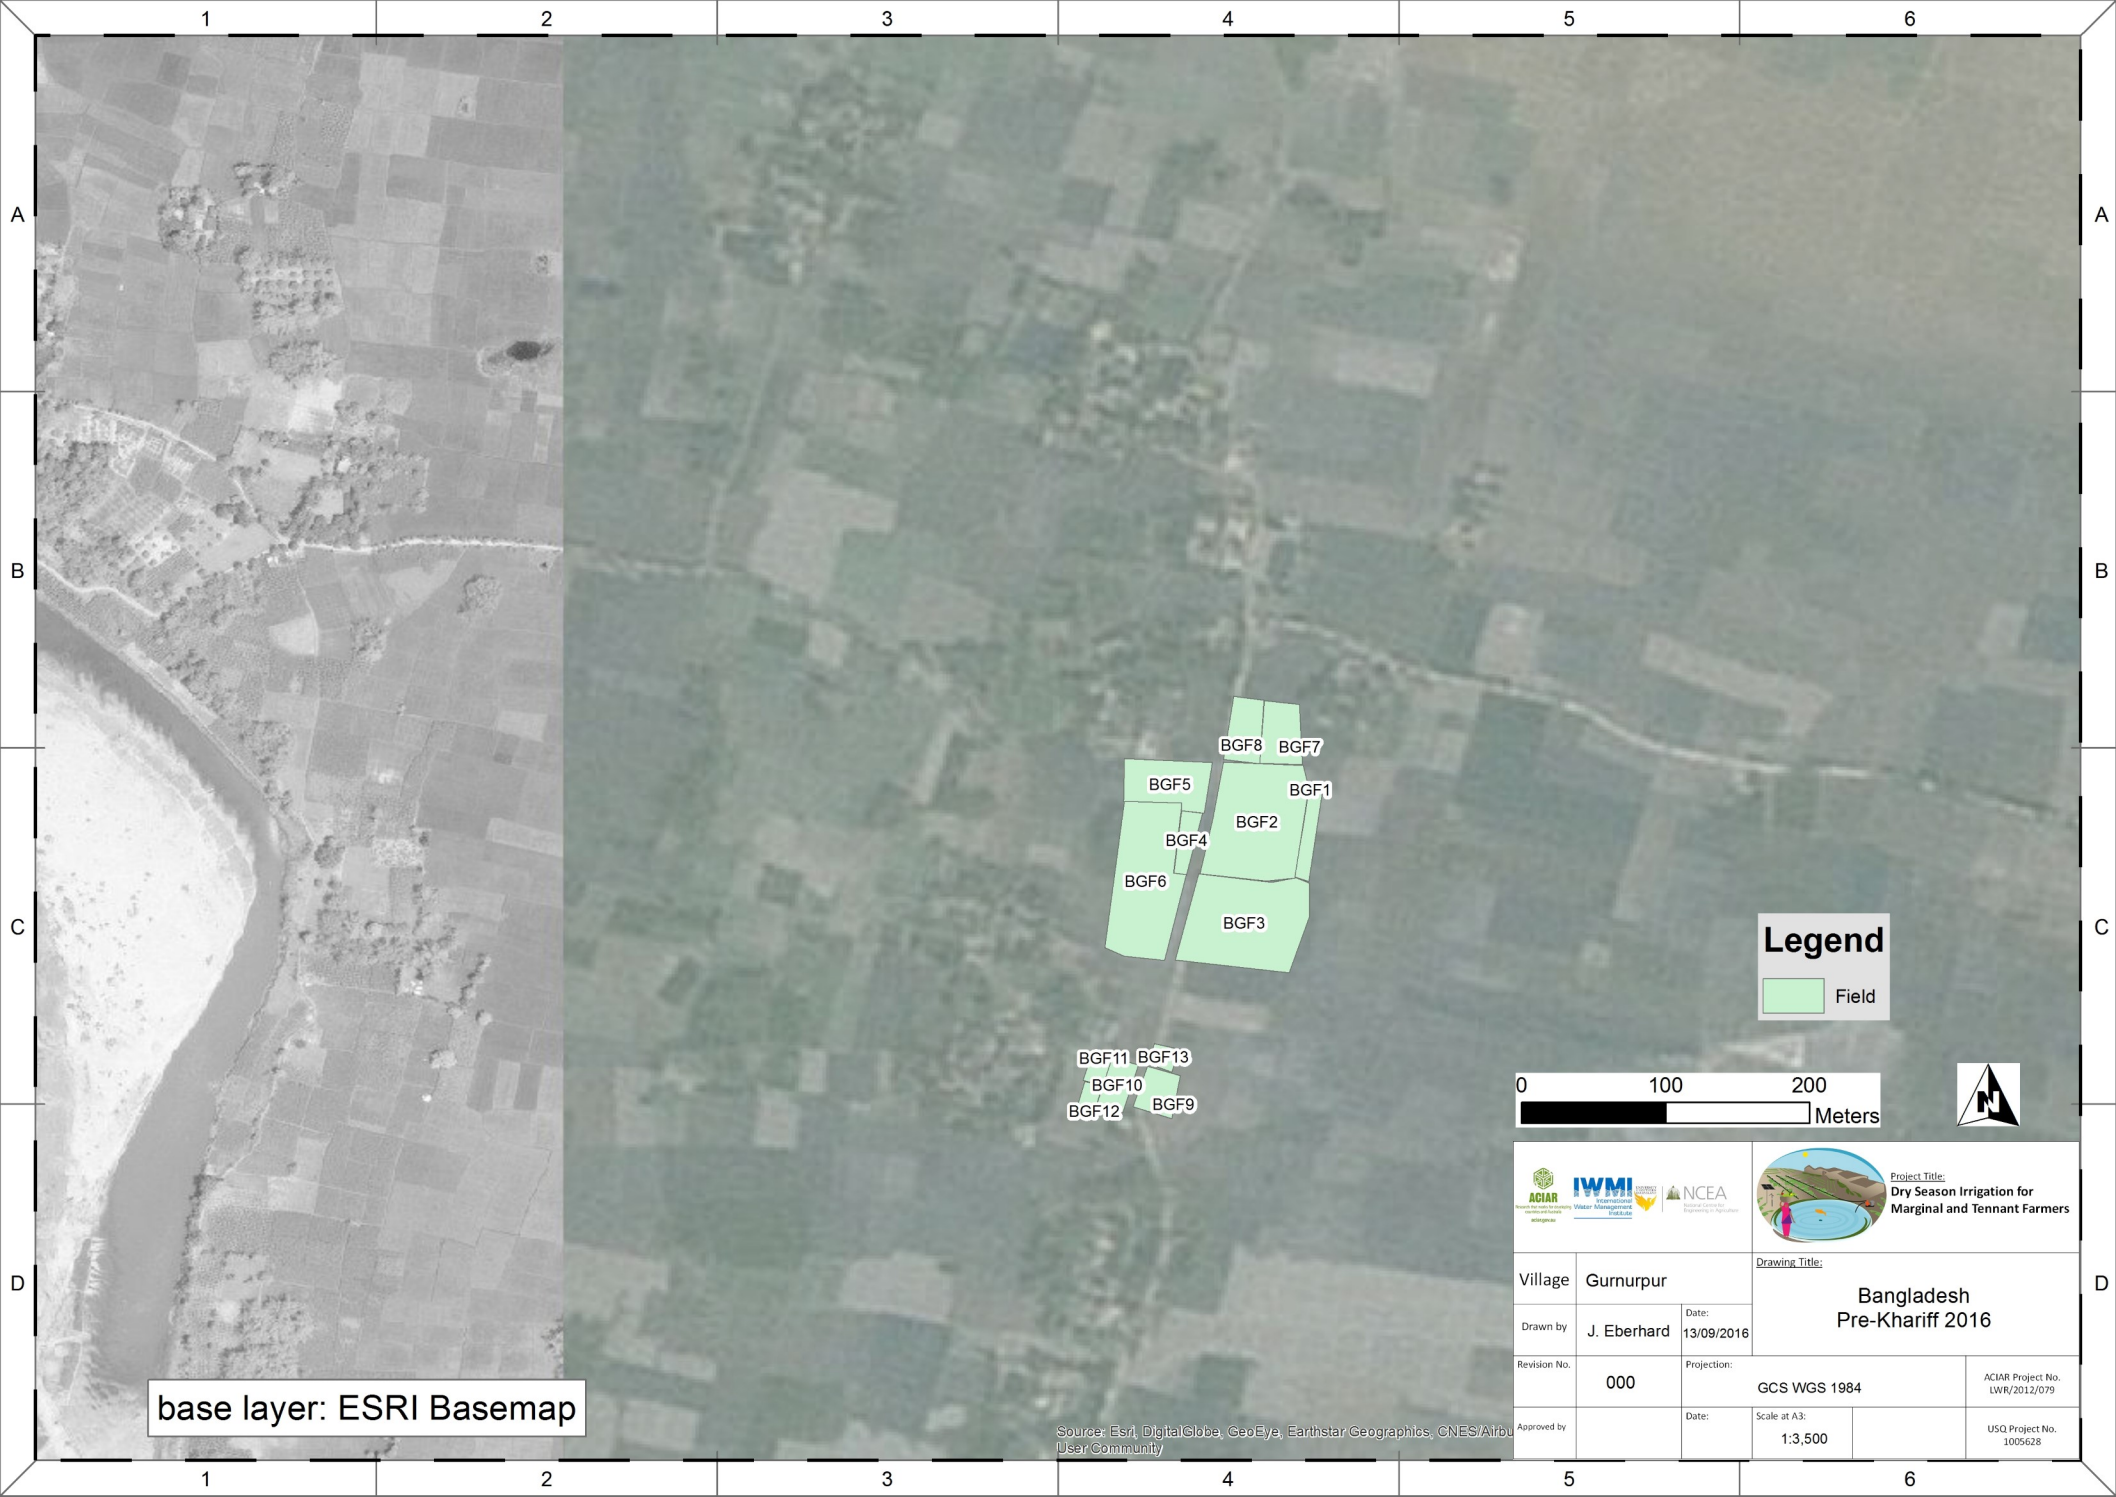 1 2 3 4 5 6
A A
B B
C C
D D
BGF8 BGF7
BGF5
BGF1
BGF2
BGF4
BGF6
BGF3
BGF11 BGF13
BGF10
BGF12 BGF9
Legend
Field
0 100 200
Meters
N
ACIAR
IWMI
International
Water Management
Institute
NCEA
Project Title:
Dry Season Irrigation for
Marginal and Tennant Farmers
Village Gurnurpur
Drawing Title:
Bangladesh
Pre-Khariff 2016
Drawn by J. Eberhard
Date:
13/09/2016
Revision No. 000
Projection:
GCS WGS 1984
ACIAR Project No.
LWR/2012/079
Approved by
Date:
Scale at A3:
1:3,500
USQ Project No.
1005628
base layer: ESRI Basemap
Source: Esri, DigitalGlobe, GeoEye, Earthstar Geographics, CNES/Airbu
User Community
1 2 3 4 5 6